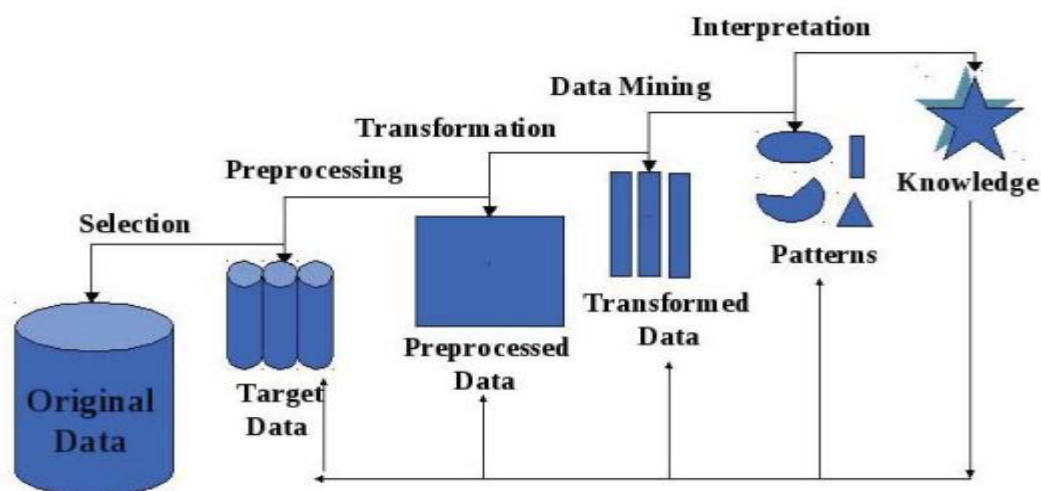 Interpretation
Data Mining
Transformation
Preprocessing
Selection
Knowledge
Patterns
Transformed
Data
Preprocessed
Data
Target
Data
Original
Data